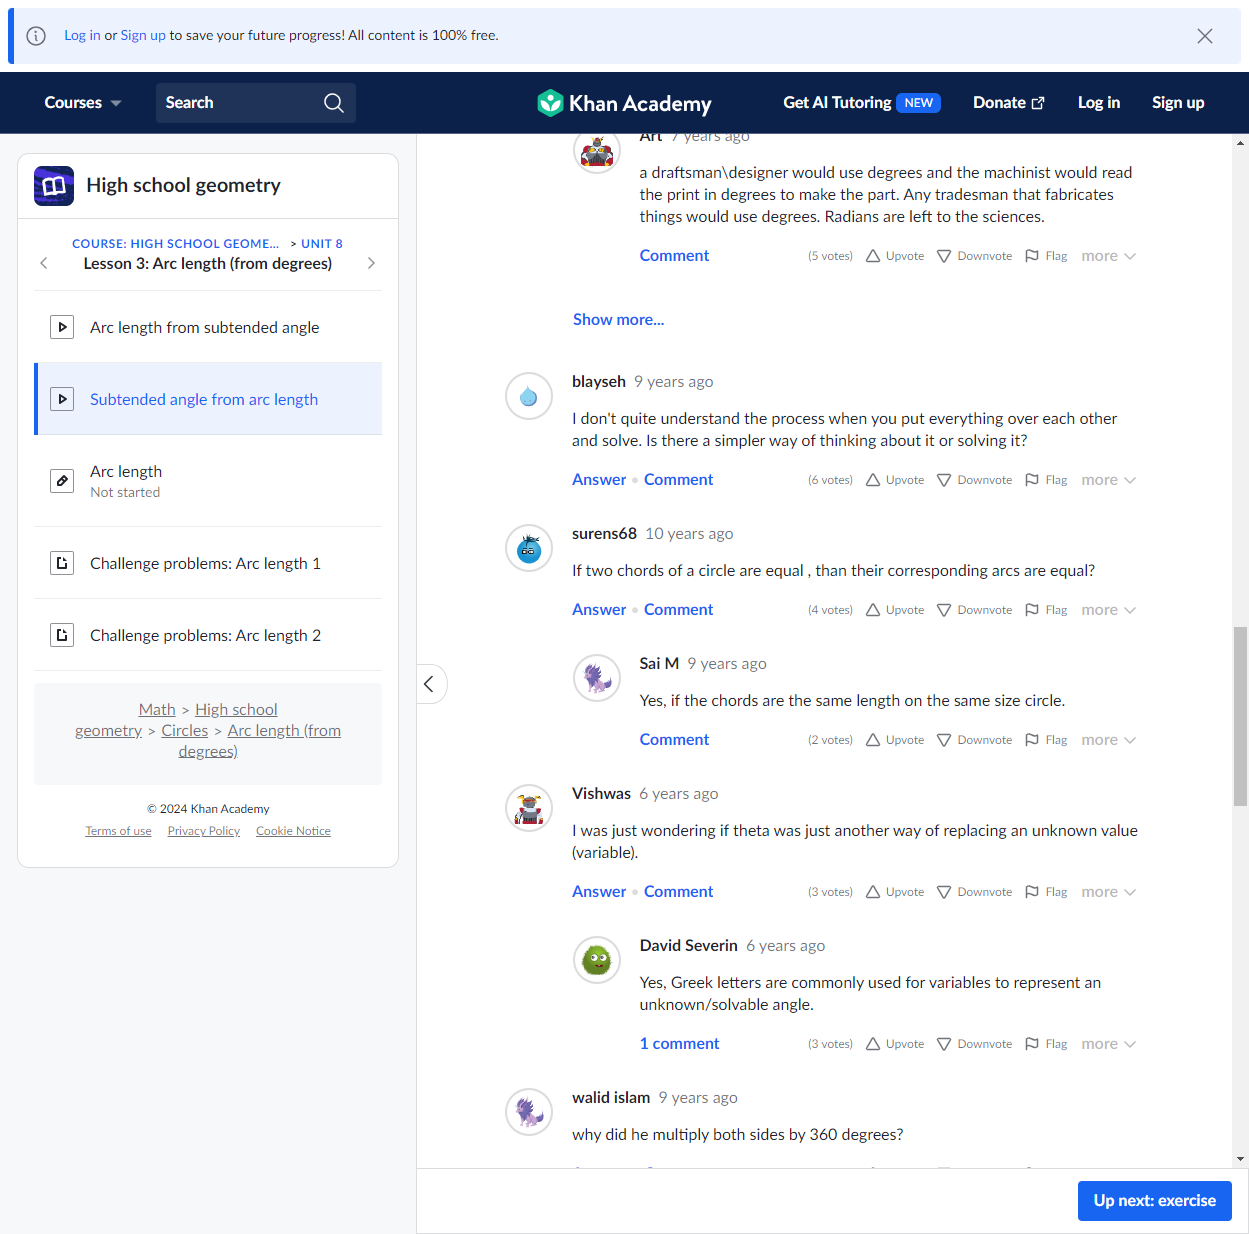 Log in or Sign up to save your future progress! All content is 100% free.
Courses
Search
Khan Academy
Get AI Tutoring NEW
Donate
Log in
Sign up
High school geometry
COURSE: HIGH SCHOOL GEOME... > UNIT 8
Lesson 3: Arc length (from degrees)
Arc length from subtended angle
Subtended angle from arc length
Arc length
Not started
Challenge problems: Arc length 1
Challenge problems: Arc length 2
Math > High school
geometry > Circles > Arc length (from
degrees)
© 2024 Khan Academy
Terms of use Privacy Policy Cookie Notice
Art 7 years ago
a draftsman\designer would use degrees and the machinist would read
the print in degrees to make the part. Any tradesman that fabricates
things would use degrees. Radians are left to the sciences.
Comment (5 votes) Upvote Downvote Flag more
Show more...
blayseh 9 years ago
I don't quite understand the process when you put everything over each other
and solve. Is there a simpler way of thinking about it or solving it?
Answer • Comment (6 votes) Upvote Downvote Flag more
surens68 10 years ago
If two chords of a circle are equal , than their corresponding arcs are equal?
Answer • Comment (4 votes) Upvote Downvote Flag more
Sai M 9 years ago
Yes, if the chords are the same length on the same size circle.
Comment (2 votes) Upvote Downvote Flag more
Vishwas 6 years ago
I was just wondering if theta was just another way of replacing an unknown value
(variable).
Answer • Comment (3 votes) Upvote Downvote Flag more
David Severin 6 years ago
Yes, Greek letters are commonly used for variables to represent an
unknown/solvable angle.
1 comment (3 votes) Upvote Downvote Flag more
walid islam 9 years ago
why did he multiply both sides by 360 degrees?
Up next: exercise